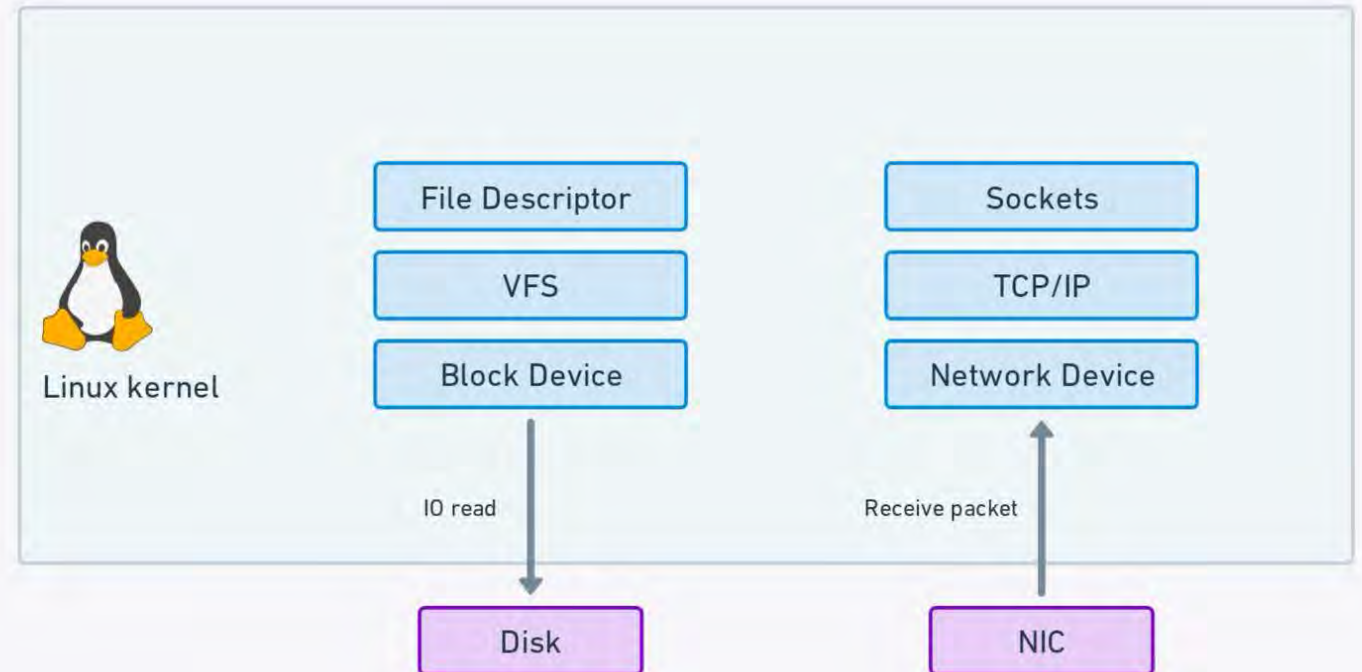 File Descriptor
VFS
Block Device
Sockets
TCP/IP
Network Device
Linux kernel
IO read
Receive packet
Disk
NIC